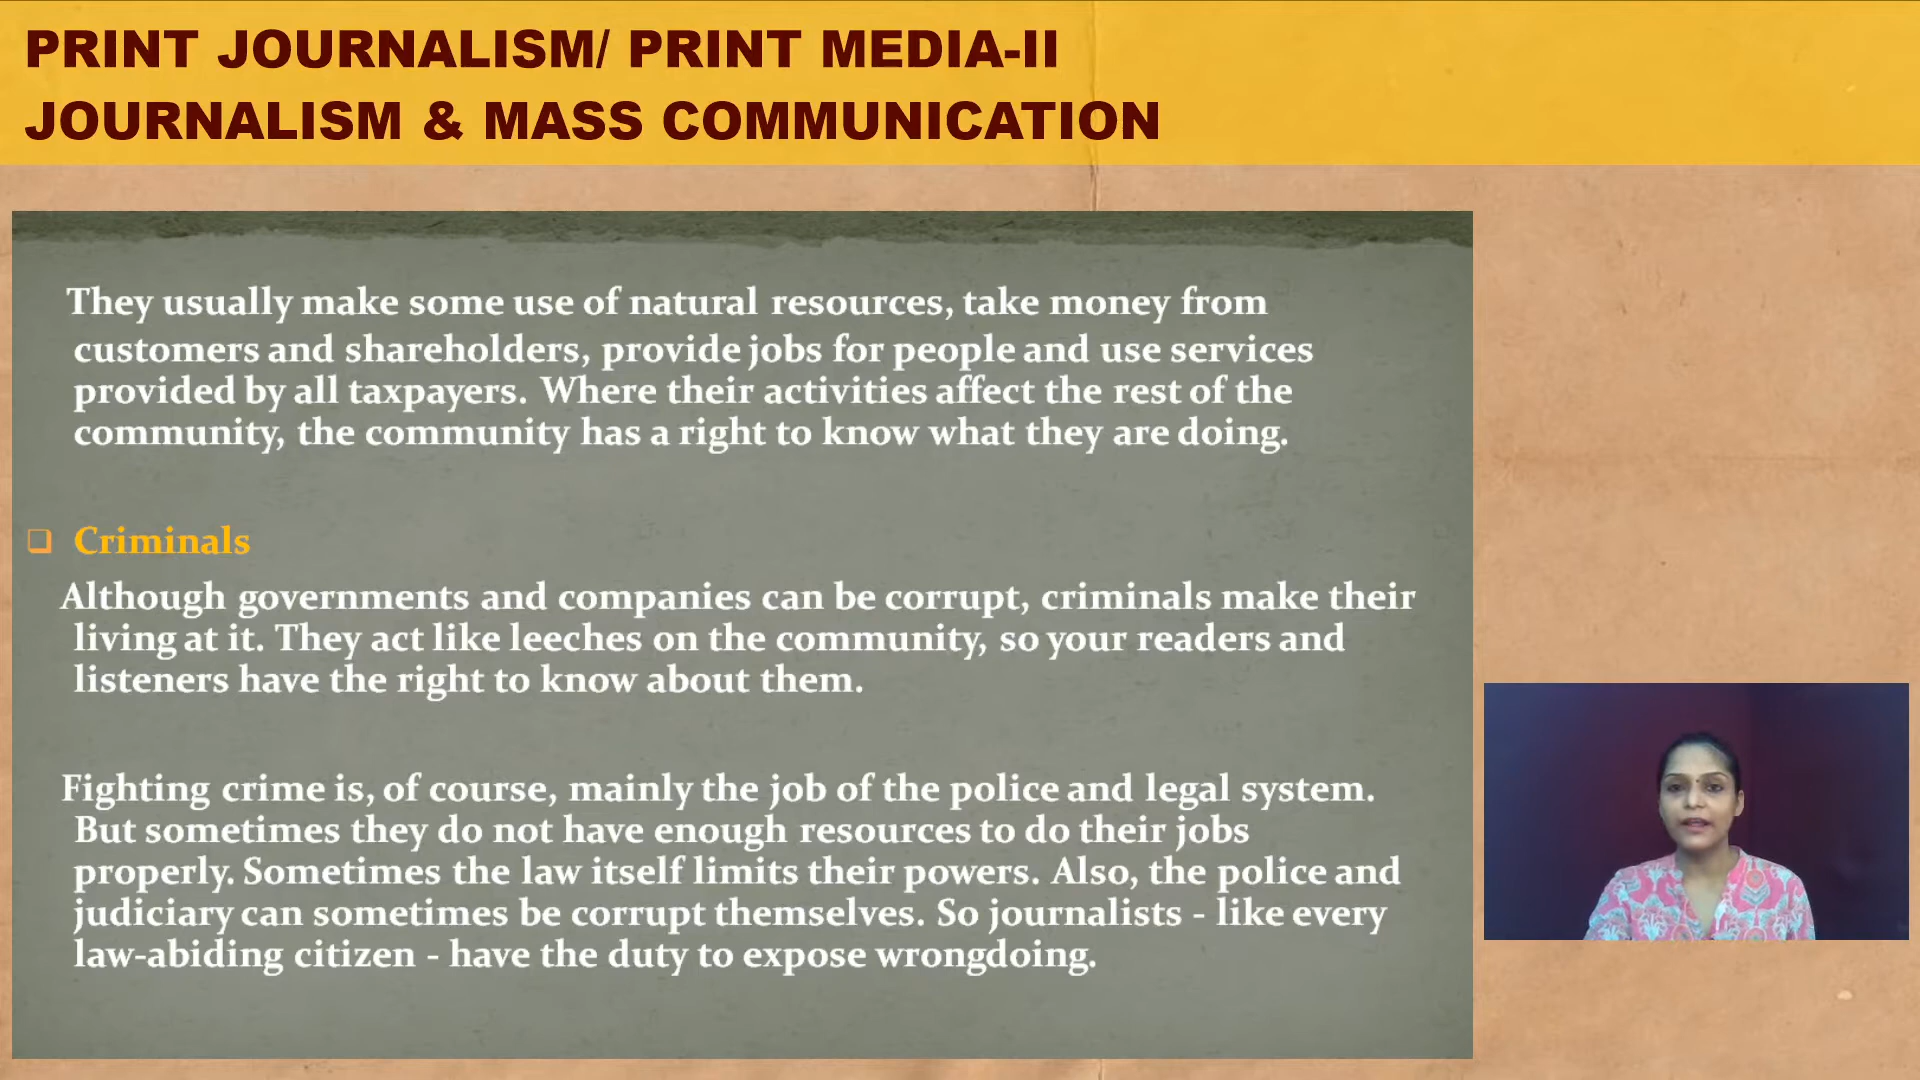 PRINT JOURNALISM/ PRINT MEDIA-II
JOURNALISM & MASS COMMUNICATION
They usually make some use of natural resources, take money from
customers and shareholders, provide jobs for people and use services
provided by all taxpayers. Where their activities affect the rest of the
community, the community has a right to know what they are doing.
Criminals
Although governments and companies can be corrupt, criminals make their
living at it. They act like leeches on the community, so your readers and
listeners have the right to know about them.
Fighting crime is, of course, mainly the job of the police and legal system.
But sometimes they do not have enough resources to do their jobs
properly. Sometimes the law itself limits their powers. Also, the police and
judiciary can sometimes be corrupt themselves. So journalists - like every
law-abiding citizen - have the duty to expose wrongdoing.